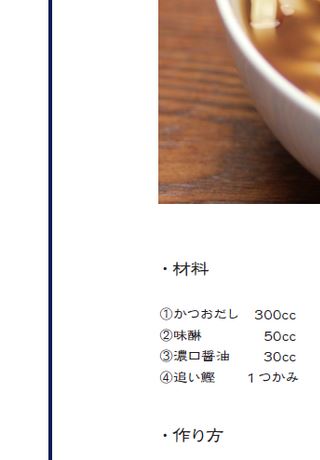 ・材料
①かつおだし　300cc
②味醂　50cc
③濃口醤油　30cc
④追い鰹　1つかみ
・作り方